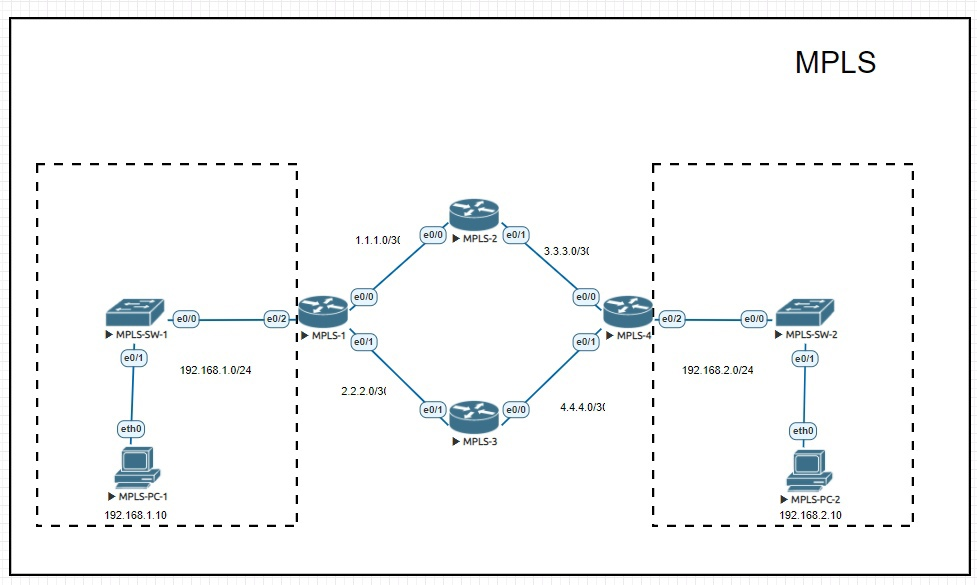 MPLS
MPLS-2
e0/0
e0/1
1.1.1.0/30
3.3.3.0/30
e0/0
e0/0
MPLS-SW-1
e0/0
e0/2
MPLS-1
MPLS-4
e0/2
e0/0
MPLS-SW-2
e0/1
e0/1
e0/1
e0/1
192.168.1.0/24
192.168.2.0/24
2.2.2.0/30
4.4.4.0/30
e0/1
e0/0
MPLS-3
eth0
eth0
MPLS-PC-1
MPLS-PC-2
192.168.1.10
192.168.2.10